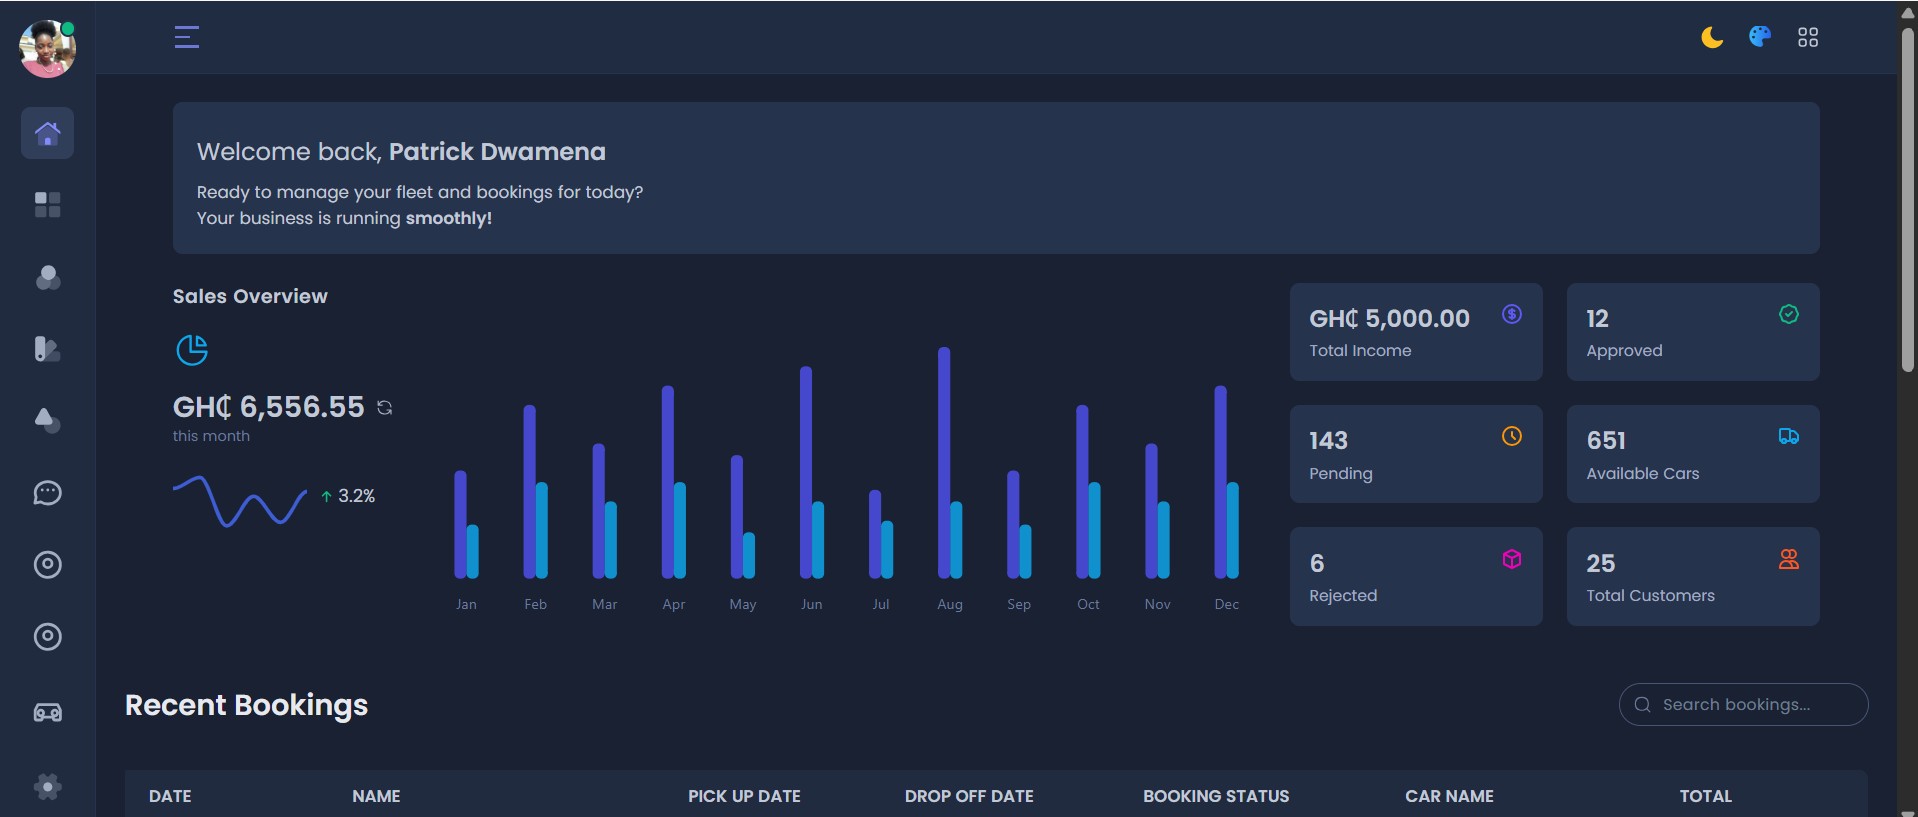 Welcome back, Patrick Dwamena
Ready to manage your fleet and bookings for today?
Your business is running smoothly!
Sales Overview
GH₵ 6,556.55
this month
3.2%
Jan Feb Mar Apr May Jun Jul Aug Sep Oct Nov Dec
GH₵ 5,000.00
Total Income
12
Approved
143
Pending
651
Available Cars
6
Rejected
25
Total Customers
Recent Bookings
Search bookings...
DATE NAME PICK UP DATE DROP OFF DATE BOOKING STATUS CAR NAME TOTAL